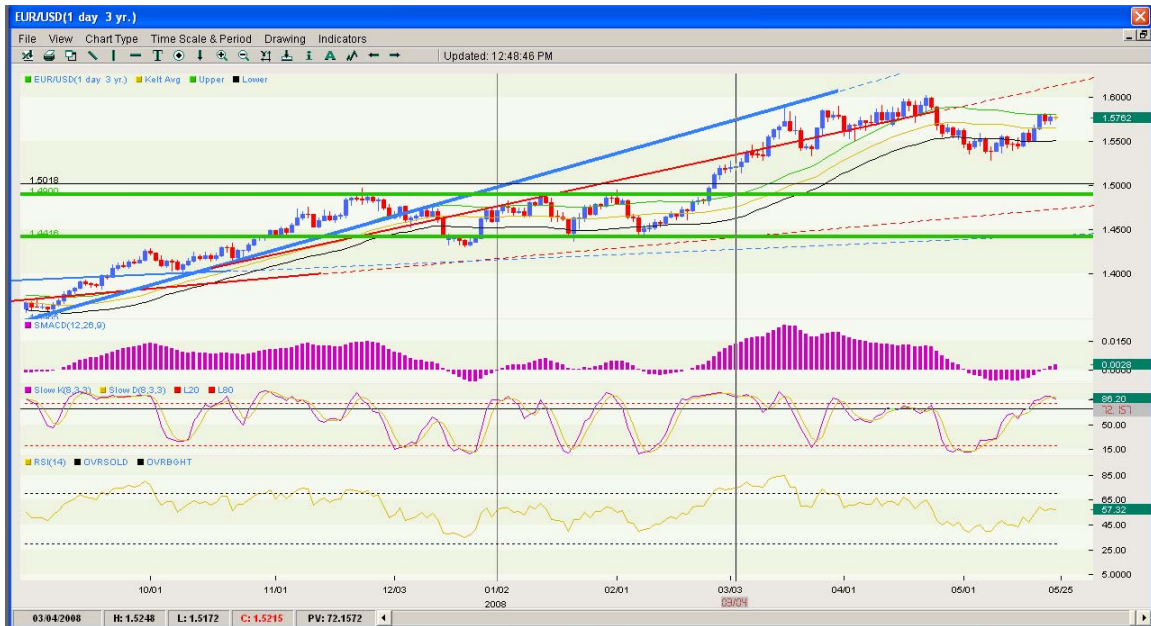 EUR/USD(1 day 3 yr.)
File View Chart Type Time Scale & Period Drawing Indicators
Updated: 12:48:46 PM
EUR/USD(1 day 3 yr.) Kelt Avg Upper Lower
1.6000
1.5762
1.5500
1.5018
1.5000
1.4900
1.4500
1.4416
1.4000
SMACD(12,26,9)
0.0150
0.0028
0.0000
Slow K(8,3,3) Slow D(8,3,3) L20 L80
86.20
72.157
50.00
15.00
RSI(14) OVRSOLD OVRBGHT
85.00
65.00
57.32
45.00
25.00
5.0000
10/01 11/01 12/03 01/02 02/01 03/03 04/01 05/01 05/25
2008 03/04
03/04/2008 H: 1.5248 L: 1.5172 C: 1.5215 PV: 72.1572